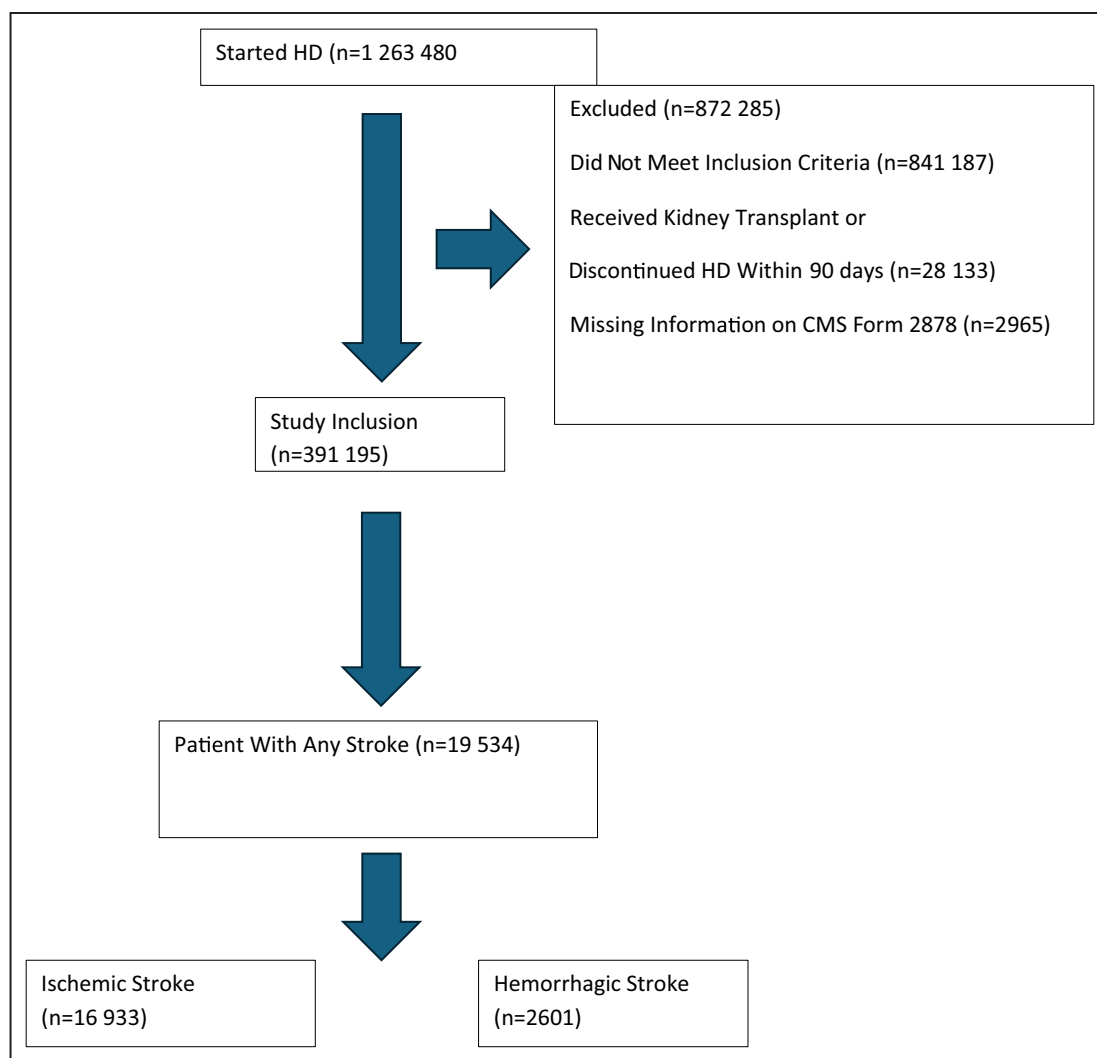 Started HD (n=1 263 480
Excluded (n=872 285)
Did Not Meet Inclusion Criteria (n=841 187)
Received Kidney Transplant or
Discontinued HD Within 90 days (n=28 133)
Missing Information on CMS Form 2878 (n=2965)
Study Inclusion
(n=391 195)
Patient With Any Stroke (n=19 534)
Ischemic Stroke
(n=16 933)
Hemorrhagic Stroke
(n=2601)